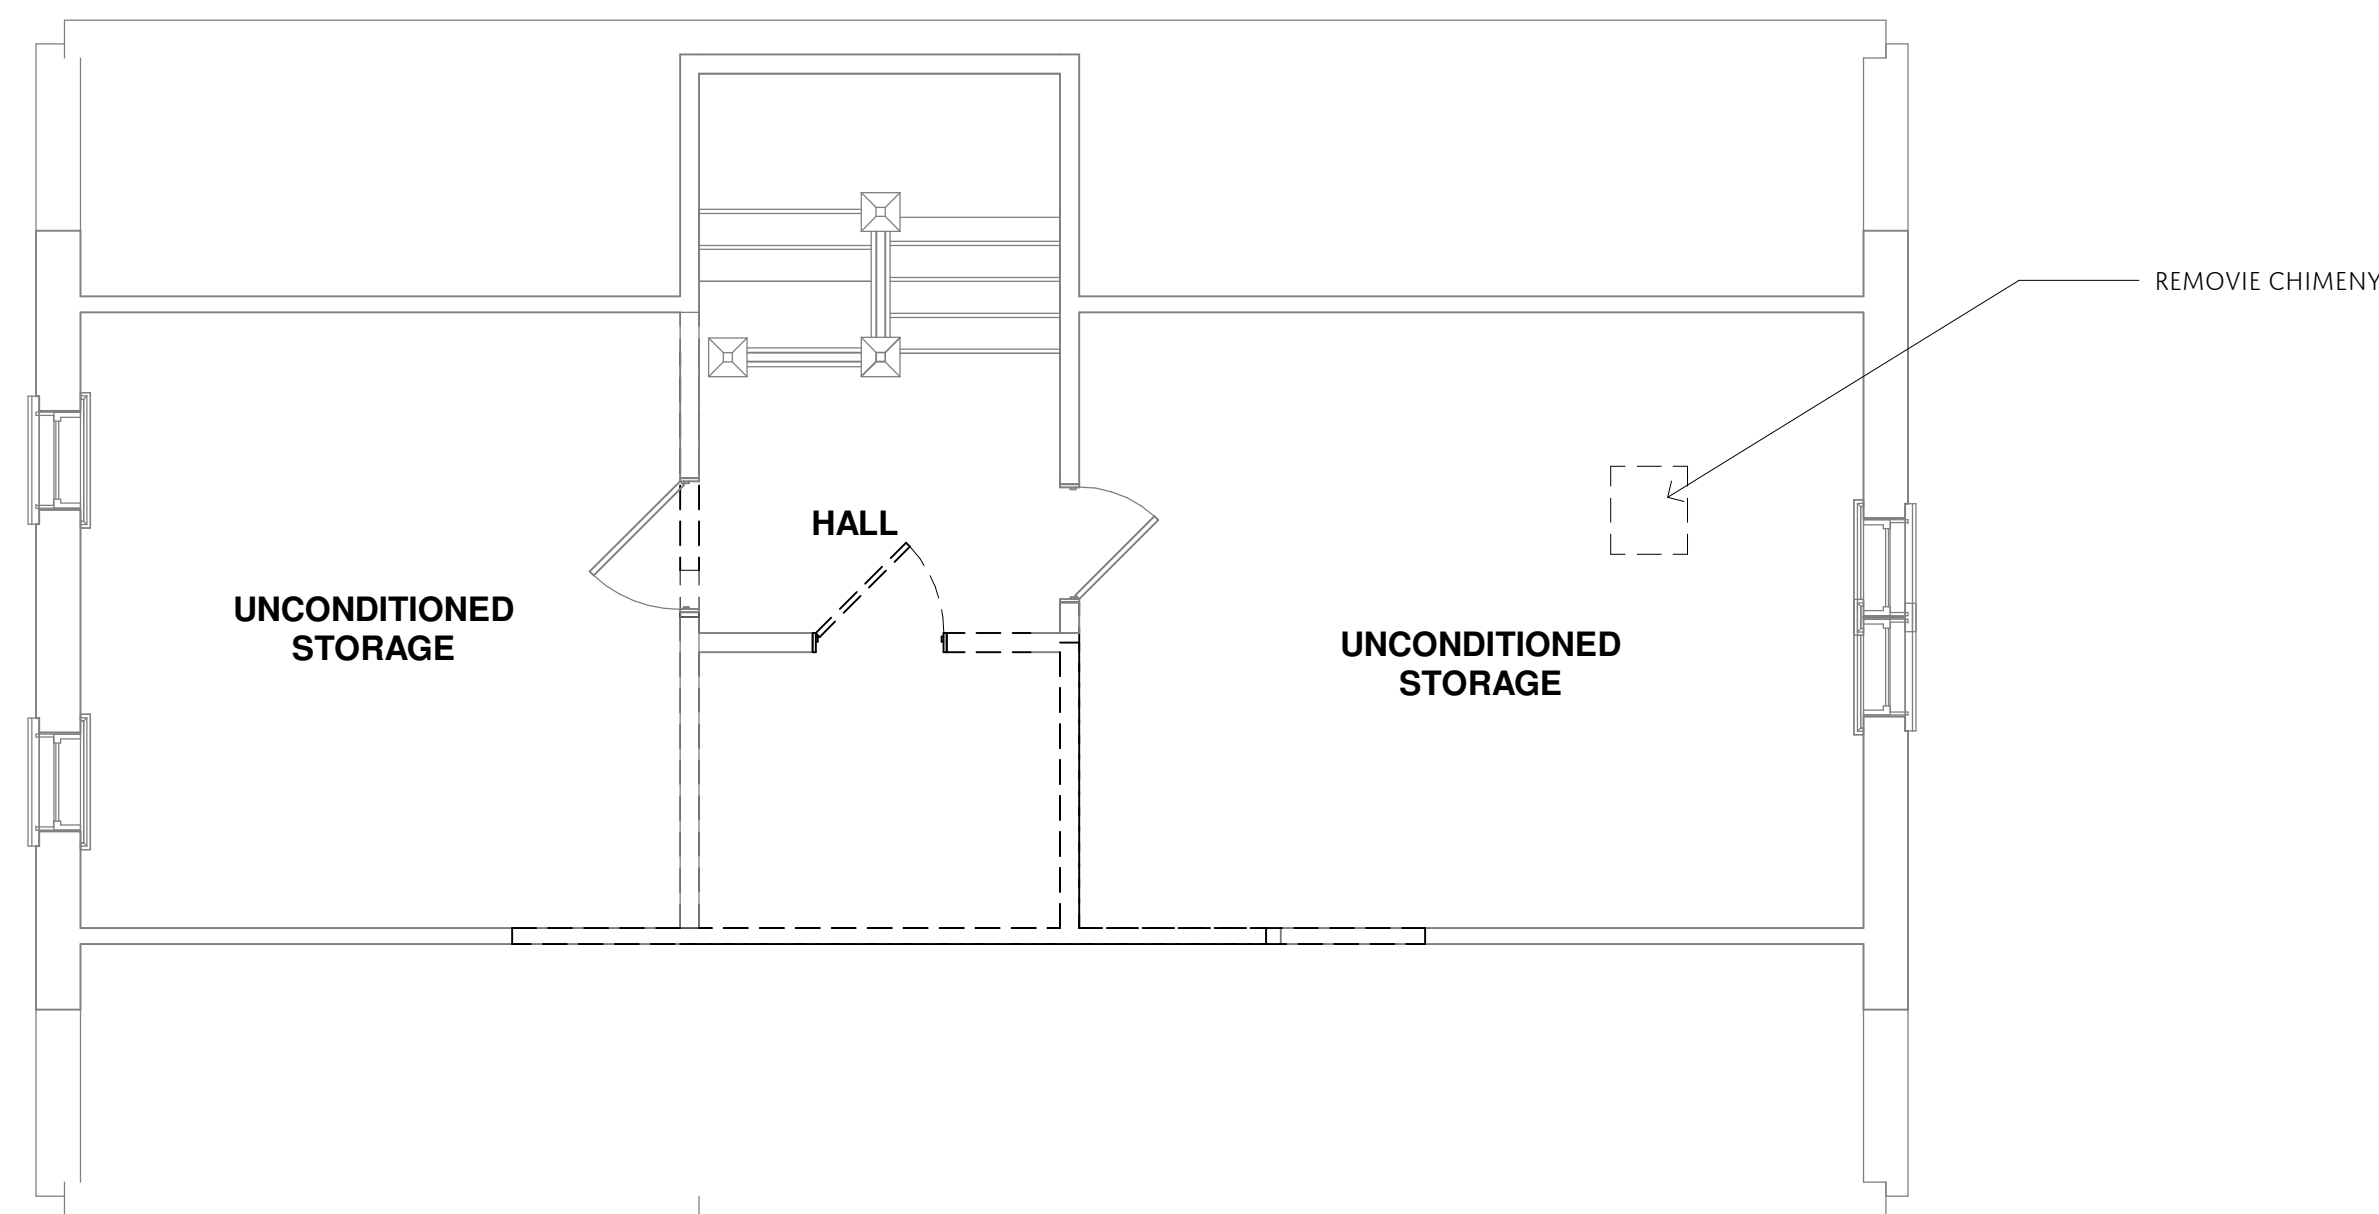 REMOVIE CHIMENY
HALL
UNCONDITIONED
STORAGE
UNCONDITIONED
STORAGE